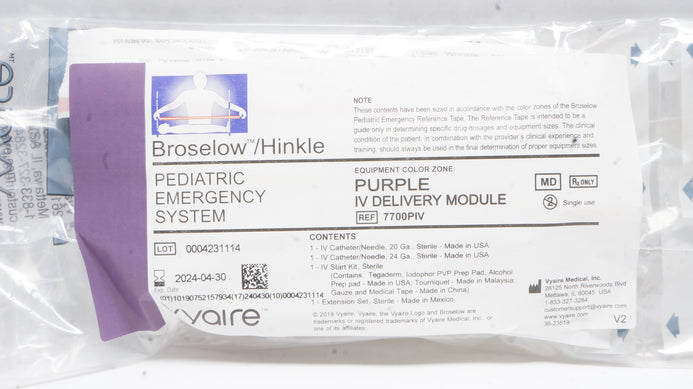 Broselow™/Hinkle
PEDIATRIC
EMERGENCY
SYSTEM
NOTE
These contents have been sized in accordance with the color zones of the Broselow
Pediatric Emergency Reference Tape. The Reference Tape is intended to be a
guide only in determining specific drug dosages and equipment sizes. The clinical
condition of the patient, in combination with the provider's clinical experience and
training, should always be used in the final determination of proper equipment sizes.
EQUIPMENT COLOR ZONE:
PURPLE
IV DELIVERY MODULE
REF 7700PIV
MD Rx ONLY
2 Single use
LOT 0004231114
2024-04-30
Exp. Date
(01)10190752157934(17)240430(10)0004231114
vyaire™
CONTENTS
1 - IV Catheter/Needle, 20 Ga., Sterile - Made in USA
1 - IV Catheter/Needle, 24 Ga., Sterile - Made in USA
1 - IV Start Kit, Sterile
(Contains: Tegaderm, Iodophor PVP Prep Pad, Alcohol
Prep pad - Made in USA; Tourniquet - Made in Malaysia,
Gauze and Medical Tape - Made in China)
1 - Extension Set, Sterile - Made in Mexico
© 2019 Vyaire. Vyaire, the Vyaire Logo and Broselow are
trademarks or registered trademarks of Vyaire Medical, Inc., or
one of its affiliates.
Vyaire Medical, Inc.
26125 North Riverwoods Blvd
Mettawa, IL 60045 USA
1-833-327-3284
customersupport@vyaire.com
www.vyaire.com
36-23519
V2